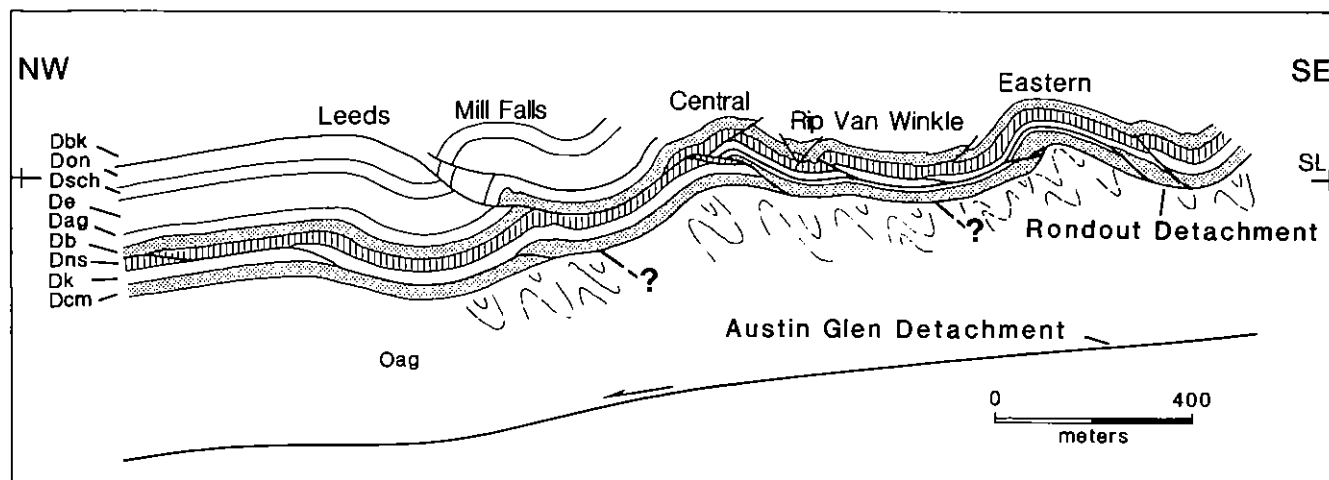 NW
SE
Eastern
Central
Mill Falls
Leeds
Rip Van Winkle
Dbk
Don
Dsch
De
Dag
Db
Dns
Dk
Dcm
SL
?
?
Rondout Detachment
Austin Glen Detachment
Oag
0 400
meters